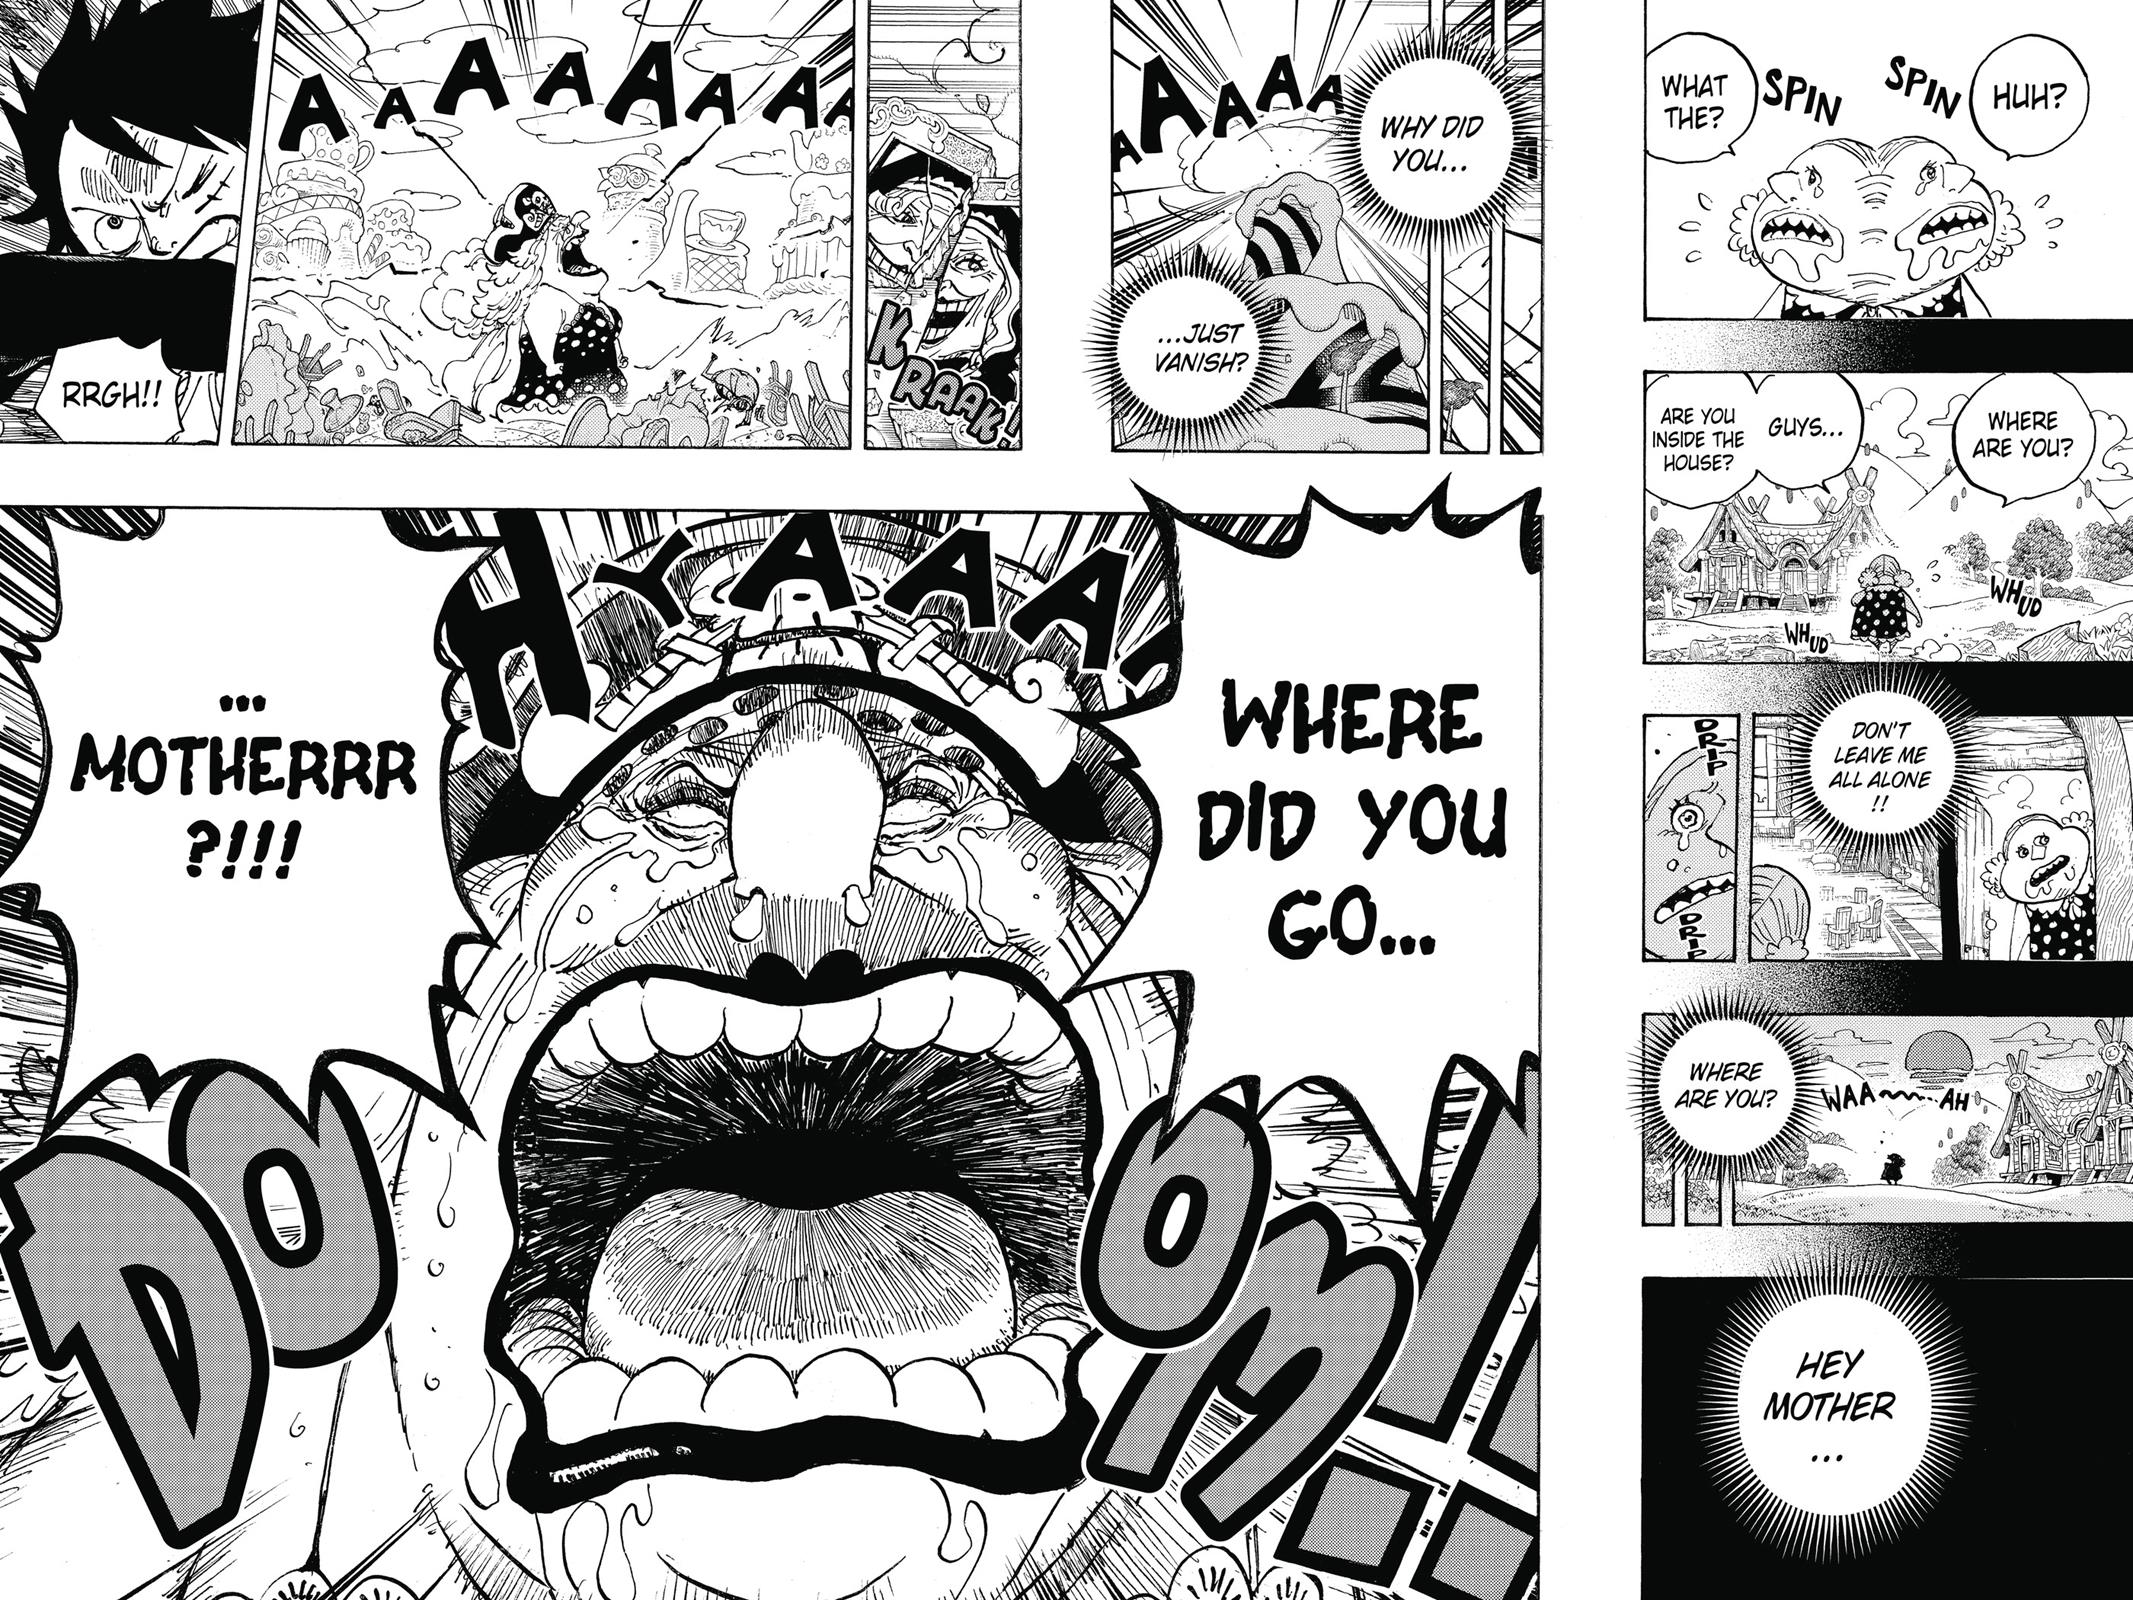 HUH?
SPIN
SPIN
WHAT
THE?
WHERE
ARE YOU?
GUYS...
ARE YOU
INSIDE THE
HOUSE?
WHUD
WHUD
DON'T
LEAVE ME
ALL ALONE
!!
DRIP
DRIP
WHERE
ARE YOU?
WAA~~~AH
HEY
MOTHER
...
WHY DID
YOU...
...JUST
VANISH?
AAAAA
KRAAK!
AAAAAAAA
RRGH!!
WHERE
DID YOU
GO...
HYAAAA
...
MOTHERRR
?!!!
DOOM!!